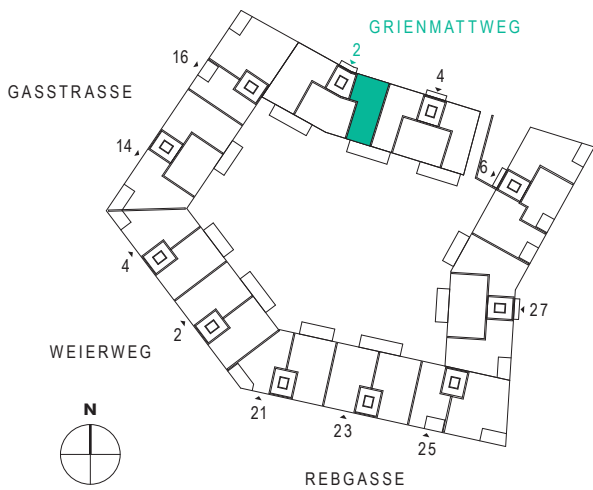 GRIENMATTWEG
2
16
4
GASSTRASSE
14
6
4
27
2
WEIERWEG
N
21
23
25
REBGASSE